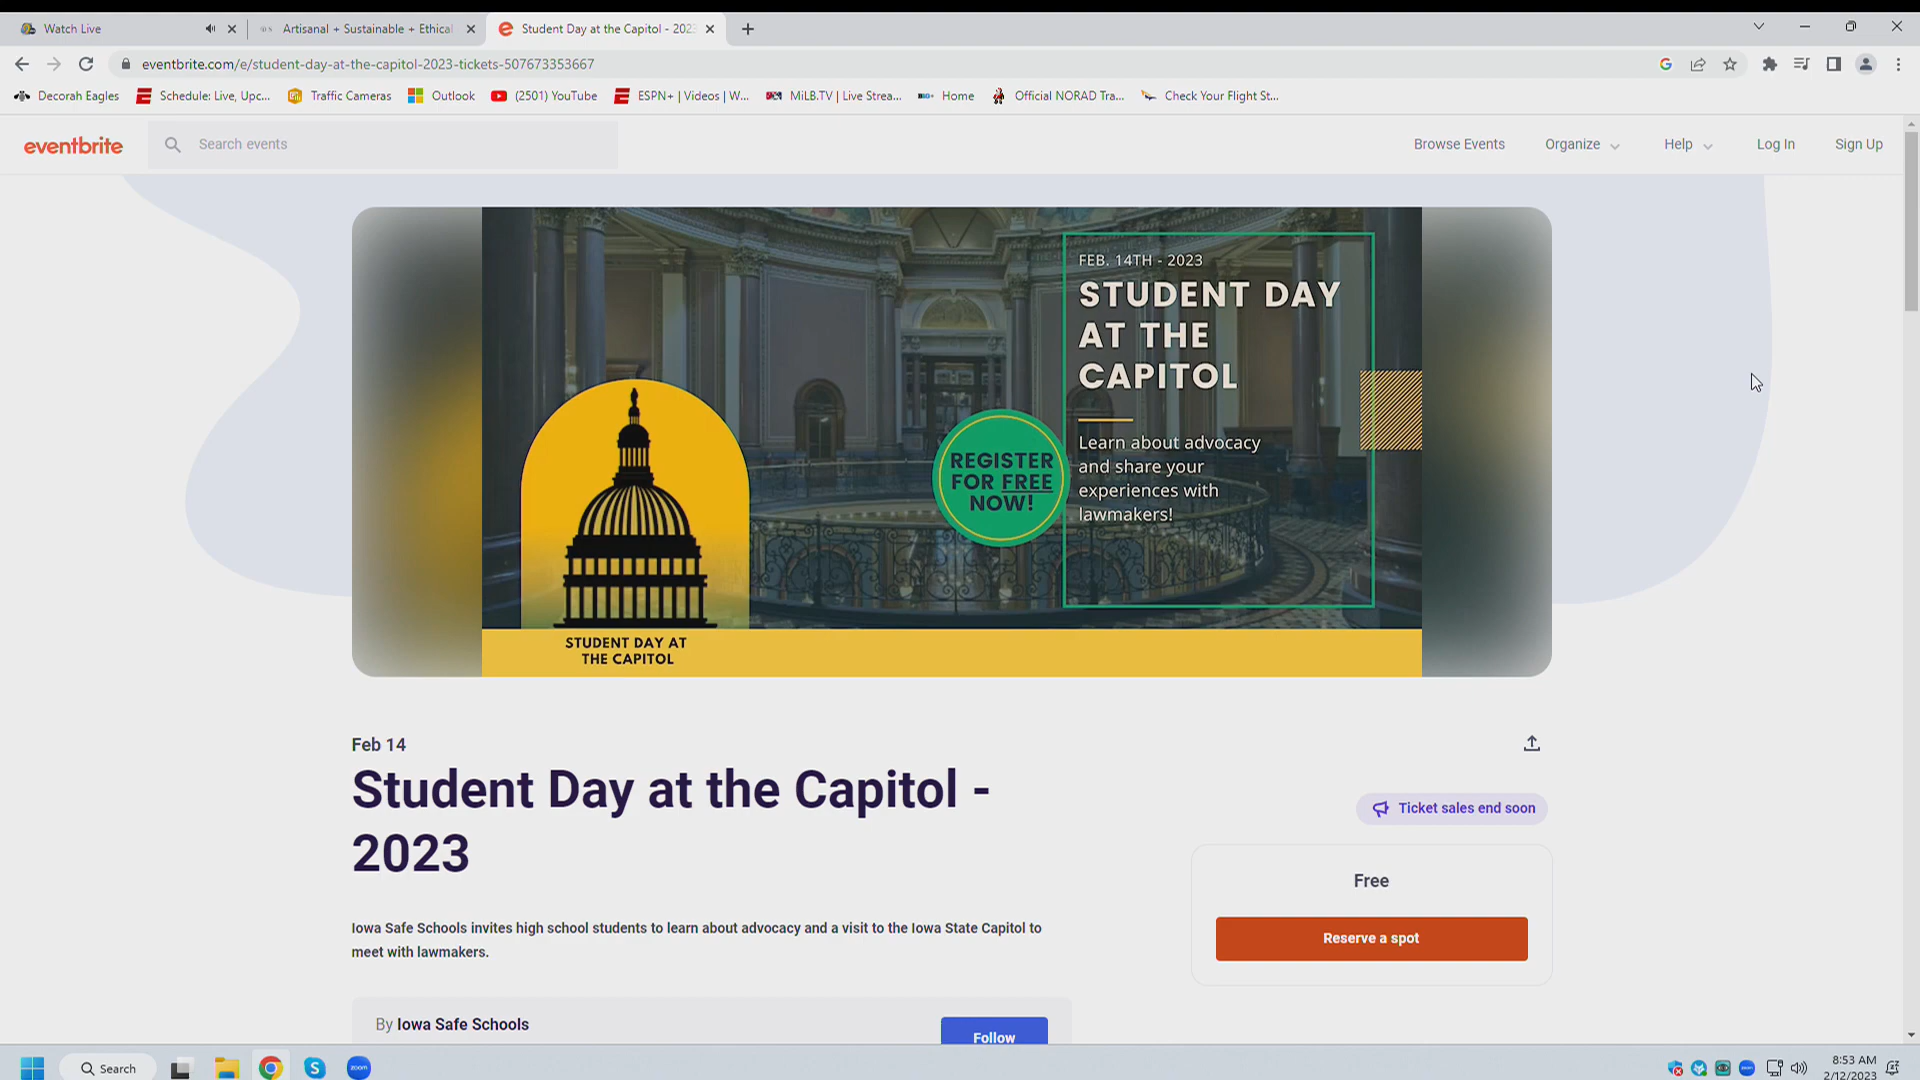 Watch Live
Artisanal + Sustainable + Ethical
Student Day at the Capitol - 2023
eventbrite.com/e/student-day-at-the-capitol-2023-tickets-507673353667
Decorah Eagles
Schedule: Live, Upc...
Traffic Cameras
Outlook
(2501) YouTube
ESPN+ | Videos | W...
MiLB.TV | Live Strea...
Home
Official NORAD Tra...
Check Your Flight St...
eventbrite
Search events
Browse Events
Organize
Help
Log In
Sign Up
FEB. 14TH - 2023
STUDENT DAY
AT THE
CAPITOL
Learn about advocacy
and share your
experiences with
lawmakers!
REGISTER
FOR FREE
NOW!
STUDENT DAY AT
THE CAPITOL
Feb 14
Student Day at the Capitol -
2023
Ticket sales end soon
Free
Reserve a spot
Iowa Safe Schools invites high school students to learn about advocacy and a visit to the Iowa State Capitol to
meet with lawmakers.
By Iowa Safe Schools
Follow
Search
zoom
8:53 AM
2/12/2023